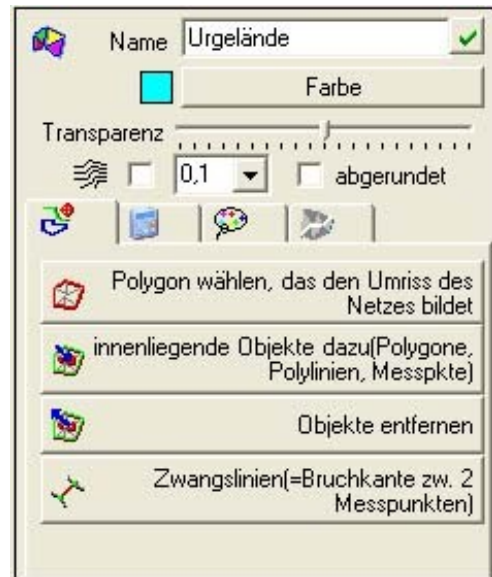 Name Urgelände
Farbe
Transparenz
0,1 abgerundet
Polygon wählen, das den Umriss des
Netzes bildet
innenliegende Objekte dazu(Polygone,
Polylinien, Messpkte)
Objekte entfernen
Zwangslinien(=Bruchkante zw. 2
Messpunkten)